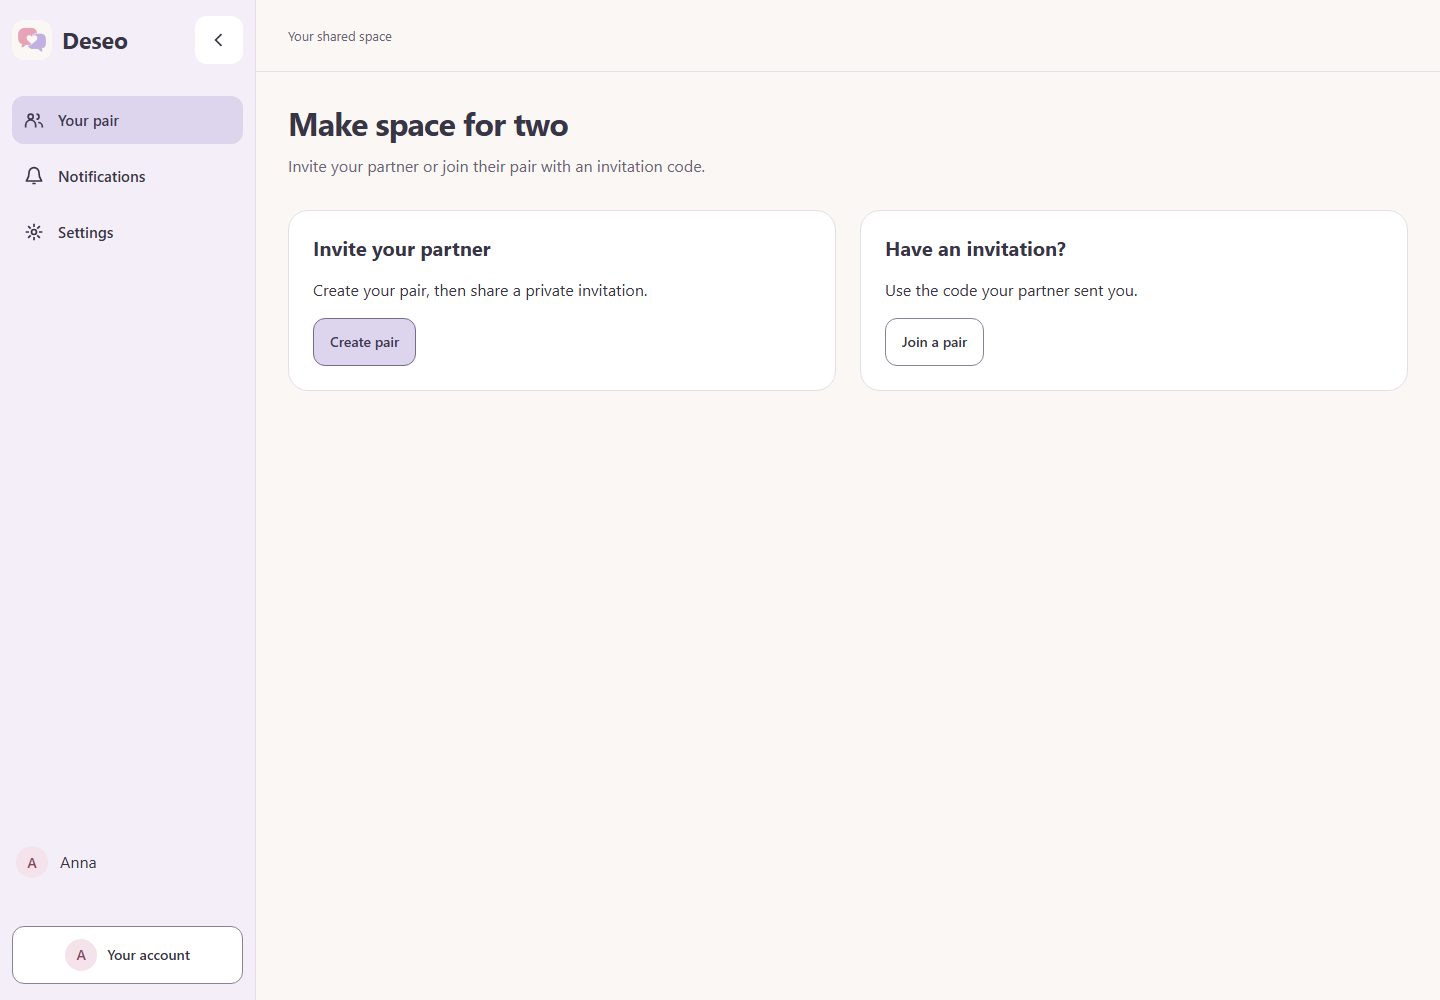 Deseo
Your pair
Notifications
Settings
A Anna
A Your account
Your shared space
Make space for two
Invite your partner or join their pair with an invitation code.
Invite your partner
Create your pair, then share a private invitation.
Create pair
Have an invitation?
Use the code your partner sent you.
Join a pair